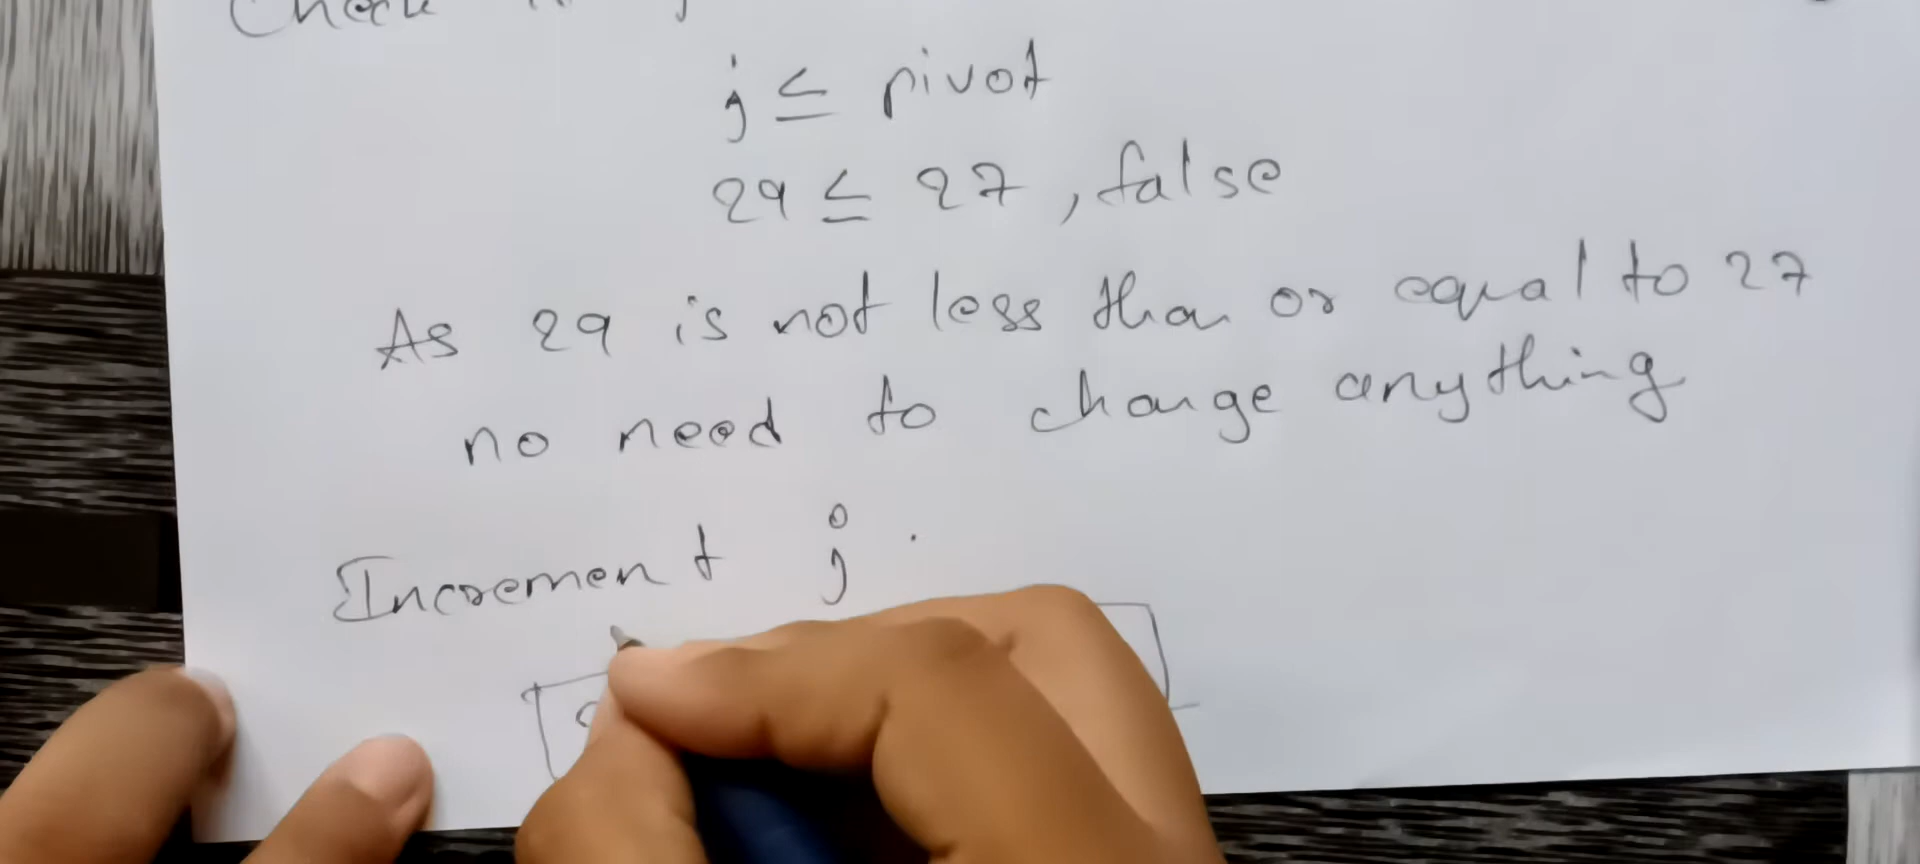 Check
j ≤ pivot
29 ≤ 27, false
As 29 is not less than or equal to 27
no need to change anything
Increment j.